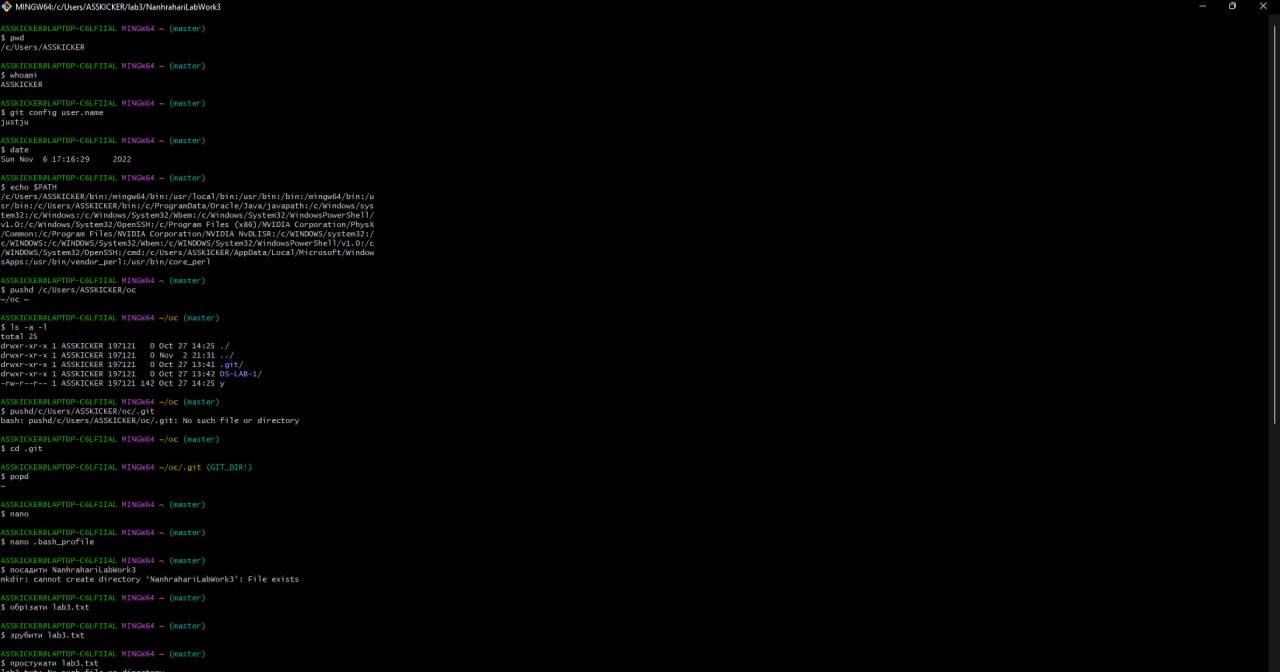 MINGW64:/c/Users/ASSKICKER/lab3/NanhrahariLabWork3
ASSKICKER@LAPTOP-C6LFIIAL MINGW64 ~ (master)
$ pwd
/c/Users/ASSKICKER
ASSKICKER@LAPTOP-C6LFIIAL MINGW64 ~ (master)
$ whoami
ASSKICKER
ASSKICKER@LAPTOP-C6LFIIAL MINGW64 ~ (master)
$ git config user.name
justju
ASSKICKER@LAPTOP-C6LFIIAL MINGW64 ~ (master)
$ date
Sun Nov  6 17:16:29     2022
ASSKICKER@LAPTOP-C6LFIIAL MINGW64 ~ (master)
$ echo $PATH
/c/Users/ASSKICKER/bin:/mingw64/bin:/usr/local/bin:/usr/bin:/bin:/mingw64/bin:/u
sr/bin:/c/Users/ASSKICKER/bin:/c/ProgramData/Oracle/Java/javapath:/c/Windows/sys
tem32:/c/Windows:/c/Windows/System32/Wbem:/c/Windows/System32/WindowsPowerShell/
v1.0:/c/Windows/System32/OpenSSH:/c/Program Files (x86)/NVIDIA Corporation/PhysX
/Common:/c/Program Files/NVIDIA Corporation/NVIDIA NvDLISR:/c/WINDOWS/system32:/
c/WINDOWS:/c/WINDOWS/System32/Wbem:/c/WINDOWS/System32/WindowsPowerShell/v1.0:/c
/WINDOWS/System32/OpenSSH:/cmd:/c/Users/ASSKICKER/AppData/Local/Microsoft/Window
sApps:/usr/bin/vendor_perl:/usr/bin/core_perl
ASSKICKER@LAPTOP-C6LFIIAL MINGW64 ~ (master)
$ pushd /c/Users/ASSKICKER/oc
~/oc ~
ASSKICKER@LAPTOP-C6LFIIAL MINGW64 ~/oc (master)
$ ls -a -l
total 25
drwxr-xr-x 1 ASSKICKER 197121   0 Oct 27 14:25 ./
drwxr-xr-x 1 ASSKICKER 197121   0 Nov  2 21:31 ../
drwxr-xr-x 1 ASSKICKER 197121   0 Oct 27 13:41 .git/
drwxr-xr-x 1 ASSKICKER 197121   0 Oct 27 13:42 OS-LAB-1/
-rw-r--r-- 1 ASSKICKER 197121 142 Oct 27 14:25 y
ASSKICKER@LAPTOP-C6LFIIAL MINGW64 ~/oc (master)
$ pushd/c/Users/ASSKICKER/oc/.git
bash: pushd/c/Users/ASSKICKER/oc/.git: No such file or directory
ASSKICKER@LAPTOP-C6LFIIAL MINGW64 ~/oc (master)
$ cd .git
ASSKICKER@LAPTOP-C6LFIIAL MINGW64 ~/oc/.git (GIT_DIR!)
$ popd
~
ASSKICKER@LAPTOP-C6LFIIAL MINGW64 ~ (master)
$ nano
ASSKICKER@LAPTOP-C6LFIIAL MINGW64 ~ (master)
$ nano .bash_profile
ASSKICKER@LAPTOP-C6LFIIAL MINGW64 ~ (master)
$ посадити NanhrahariLabWork3
mkdir: cannot create directory 'NanhrahariLabWork3': File exists
ASSKICKER@LAPTOP-C6LFIIAL MINGW64 ~ (master)
$ обрізати lab3.txt
ASSKICKER@LAPTOP-C6LFIIAL MINGW64 ~ (master)
$ зрубити lab3.txt
ASSKICKER@LAPTOP-C6LFIIAL MINGW64 ~ (master)
$ простукати lab3.txt
lab3.txt: No such file or directory